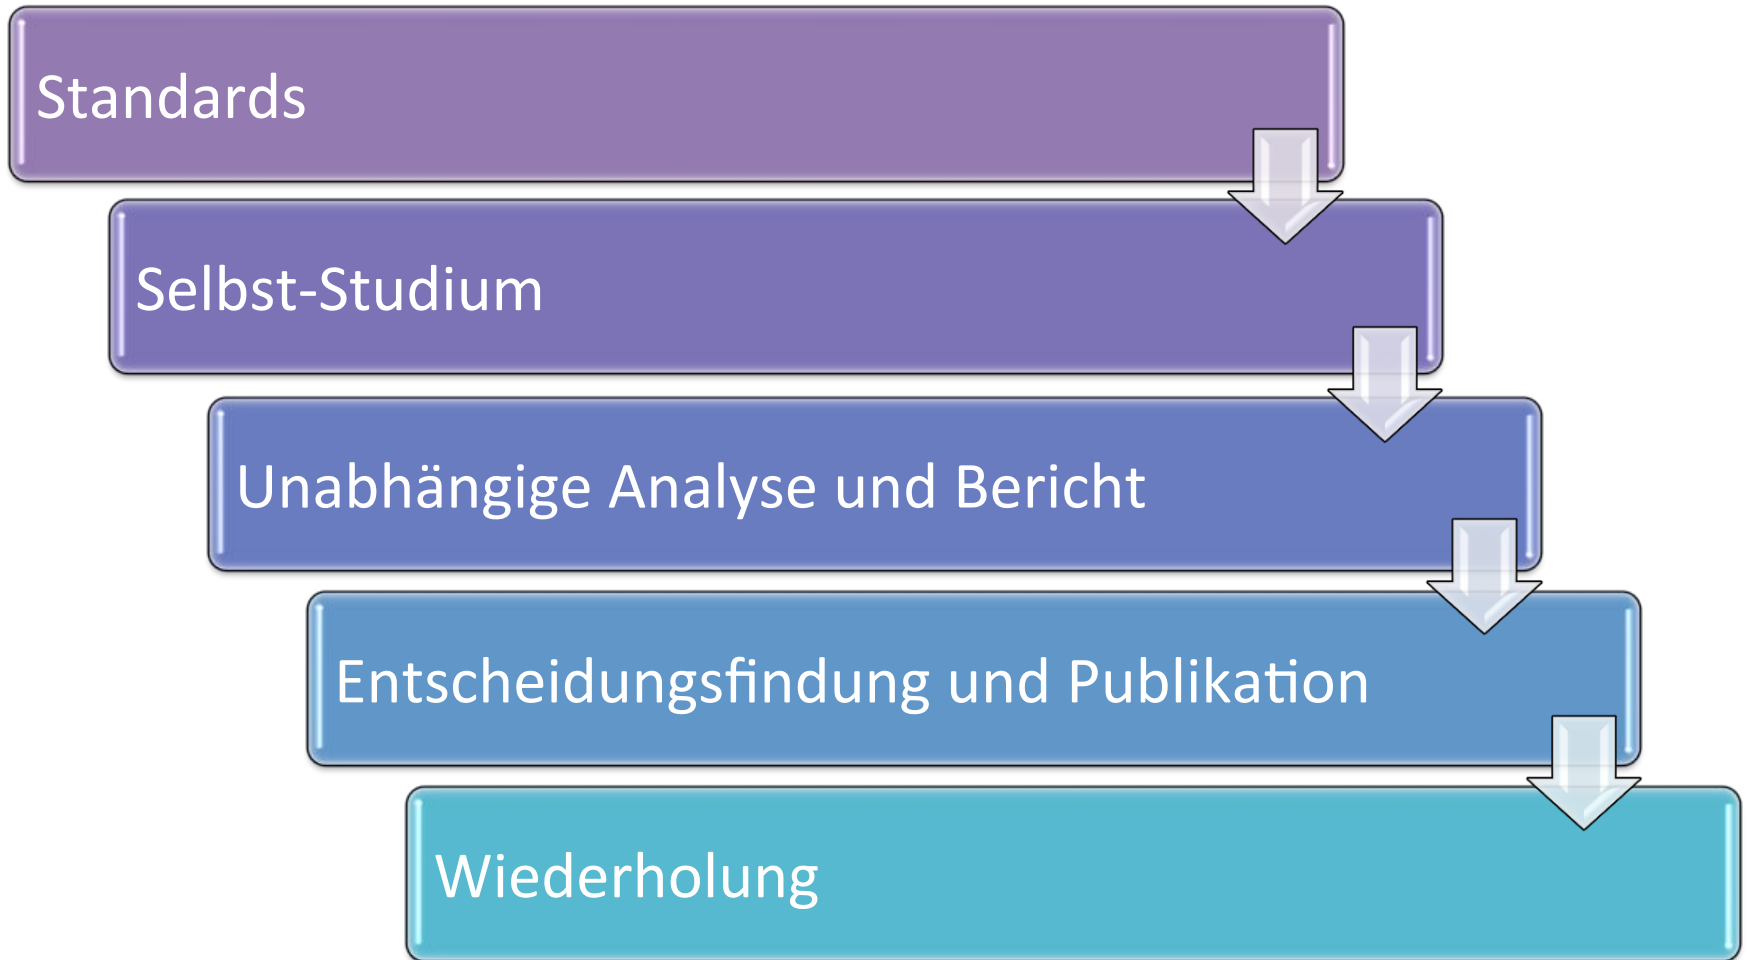 Standards
Selbst-Studium
Unabhängige Analyse und Bericht
Entscheidungsfindung und Publikation
Wiederholung